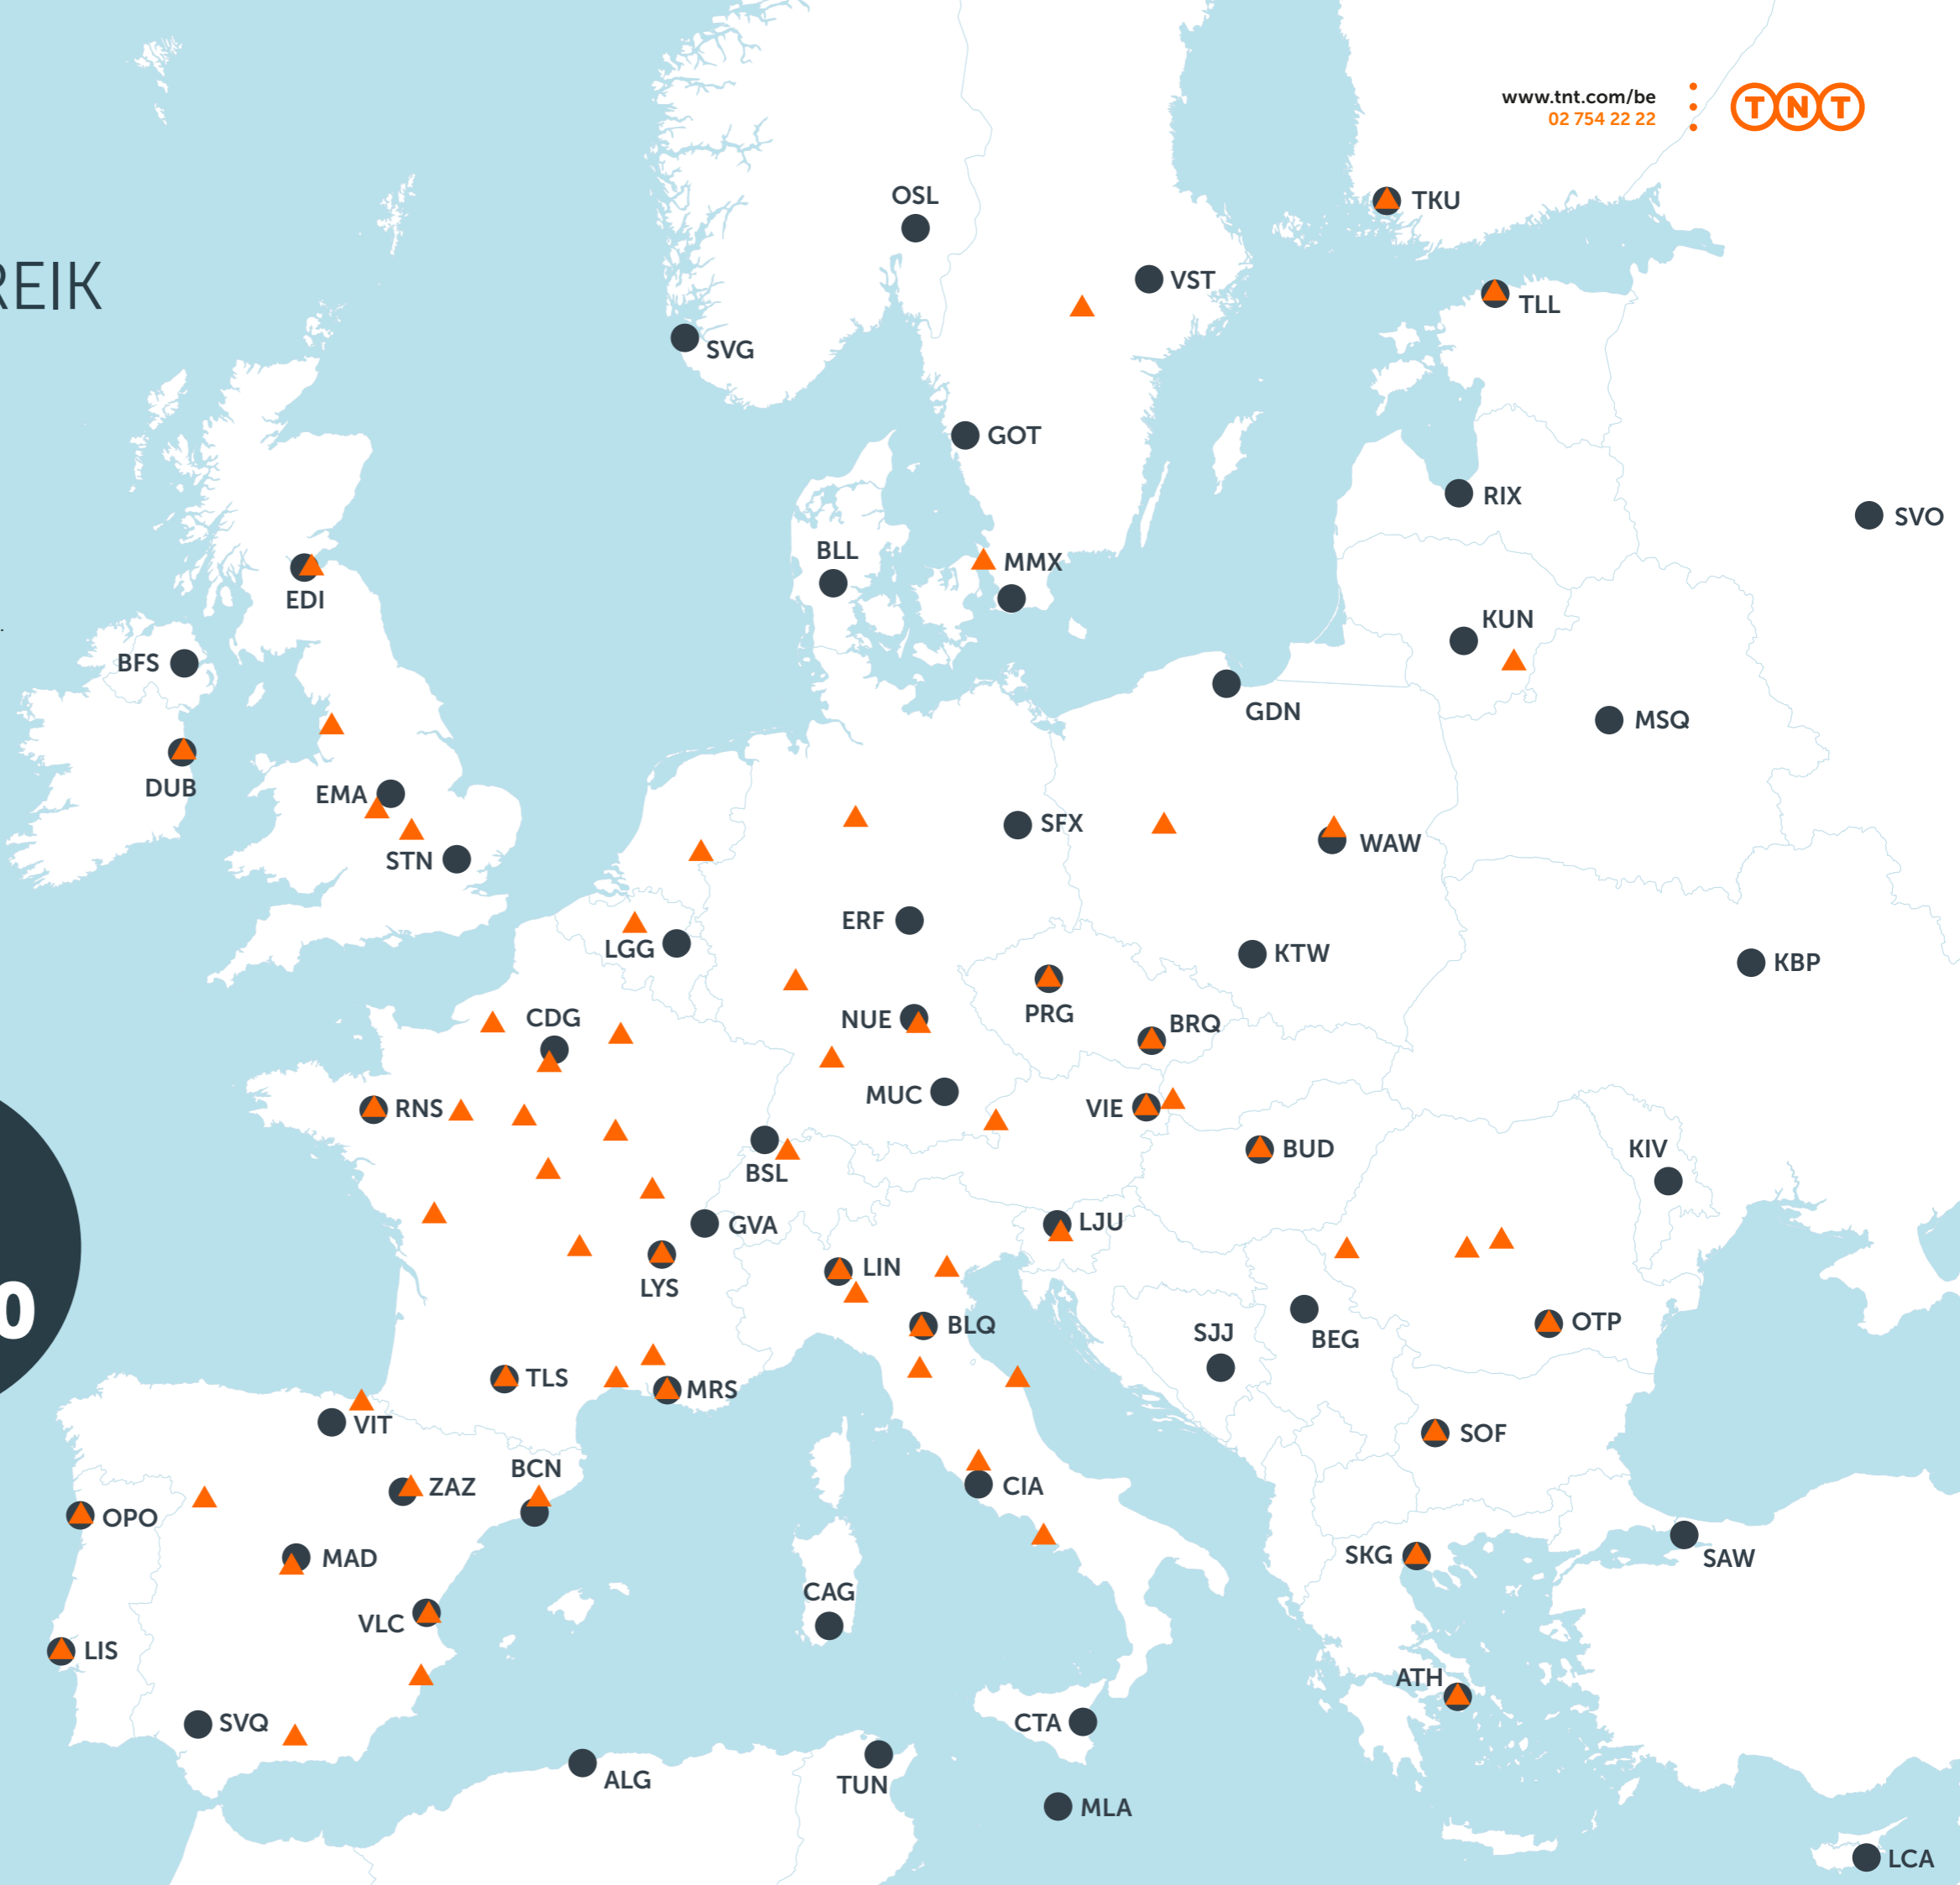 www.tnt.com/be
02 754 22 22
TNT
REIK
OSL
TKU
VST
TLL
SVG
GOT
RIX
SVO
BLL
MMX
EDI
KUN
BFS
GDN
MSQ
DUB
EMA
SFX
WAW
STN
ERF
LGG
KTW
KBP
CDG
NUE
PRG
BRQ
MUC
RNS
VIE
BSL
BUD
KIV
GVA
LJU
LIN
LYS
0
BLQ
SJJ
BEG
OTP
TLS
MRS
VIT
SOF
BCN
ZAZ
CIA
OPO
MAD
SKG
SAW
CAG
VLC
LIS
ATH
SVQ
CTA
ALG
TUN
MLA
LCA